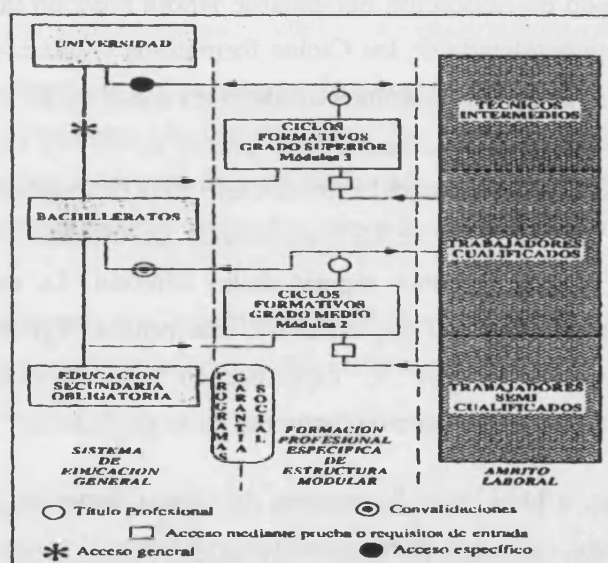 UNIVERSIDAD
TECNICOS
INTERMEDIOS
CICLOS
FORMATIVOS
GRADO SUPERIOR
Módulos 3
BACHILLERATOS
TRABAJADORES
CUALIFICADOS
CICLOS
FORMATIVOS
GRADO MEDIO
Módulos 2
EDUCACION
SECUNDARIA
OBLIGATORIA
PROGRAMAS
GARANTIA
SOCIAL
TRABAJADORES
SEMI
CUALIFICADOS
SISTEMA
DE
EDUCACION
GENERAL
FORMACION
PROFESIONAL
ESPECIFICA
DE
ESTRUCTURA
MODULAR
AMBITO
LABORAL
Título Profesional
Convalidaciones
Acceso mediante prueba o requisitos de entrada
Acceso general
Acceso específico